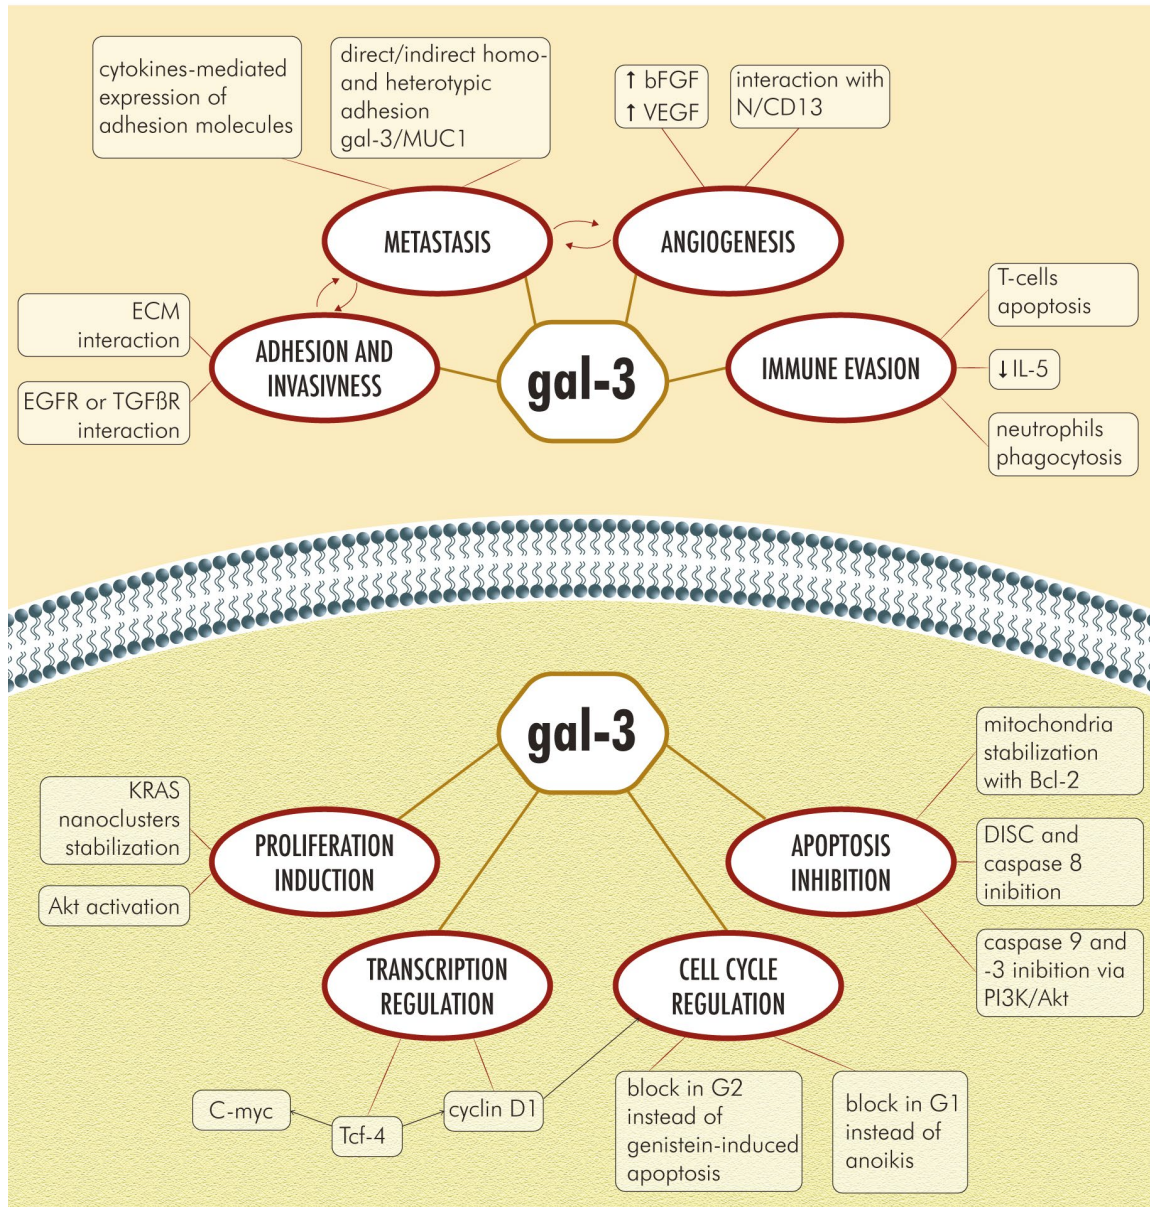 cytokines-mediated
expression of
adhesion molecules
direct/indirect homo-
and heterotypic
adhesion
gal-3/MUC1
↑ bFGF
↑ VEGF
interaction with
N/CD13
METASTASIS
ANGIOGENESIS
ECM
interaction
EGFR or TGFßR
interaction
ADHESION AND
INVASIVNESS
gal-3
IMMUNE EVASION
T-cells
apoptosis
↓IL-5
neutrophils
phagocytosis
gal-3
KRAS
nanoclusters
stabilization
Akt activation
PROLIFERATION
INDUCTION
APOPTOSIS
INHIBITION
mitochondria
stabilization
with Bcl-2
DISC and
caspase 8
inibition
caspase 9 and
-3 inibition via
PI3K/Akt
TRANSCRIPTION
REGULATION
CELL CYCLE
REGULATION
C-myc
Tcf-4
cyclin D1
block in G2
instead of
genistein-induced
apoptosis
block in G1
instead of
anoikis